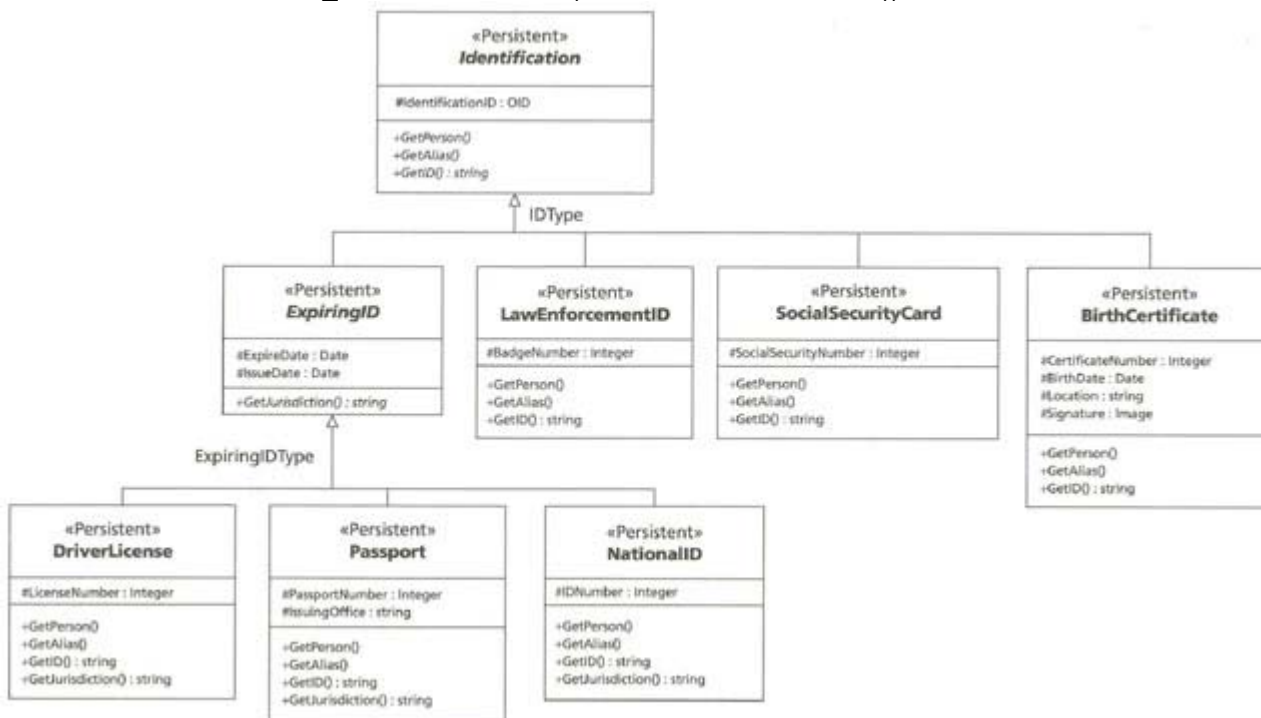 «Persistent»
Identification
#IdentificationID : OID
+GetPerson()
+GetAlias()
+GetID() : string
IDType
«Persistent»
ExpiringID
#ExpireDate : Date
#IssueDate : Date
+GetJurisdiction() : string
«Persistent»
LawEnforcementID
#BadgeNumber : Integer
+GetPerson()
+GetAlias()
+GetID() : string
«Persistent»
SocialSecurityCard
#SocialSecurityNumber : Integer
+GetPerson()
+GetAlias()
+GetID() : string
«Persistent»
BirthCertificate
#CertificateNumber : Integer
#BirthDate : Date
#Location : string
#Signature : Image
+GetPerson()
+GetAlias()
+GetID() : string
ExpiringIDType
«Persistent»
DriverLicense
#LicenseNumber : Integer
+GetPerson()
+GetAlias()
+GetID() : string
+GetJurisdiction() : string
«Persistent»
Passport
#PassportNumber : Integer
#IssuingOffice : string
+GetPerson()
+GetAlias()
+GetID() : string
+GetJurisdiction() : string
«Persistent»
NationalID
#IDNumber : Integer
+GetPerson()
+GetAlias()
+GetID() : string
+GetJurisdiction() : string